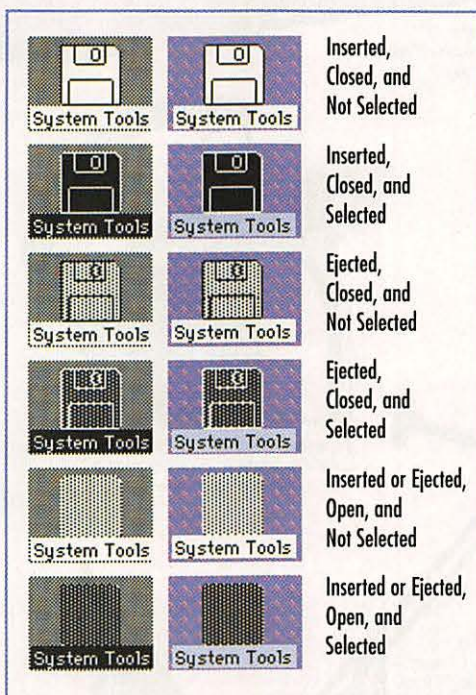 System Tools
System Tools
Inserted,
Closed, and
Not Selected
System Tools
System Tools
Inserted,
Closed, and
Selected
System Tools
System Tools
Ejected,
Closed, and
Not Selected
System Tools
System Tools
Ejected,
Closed, and
Selected
System Tools
System Tools
Inserted or Ejected,
Open, and
Not Selected
System Tools
System Tools
Inserted or Ejected,
Open, and
Selected